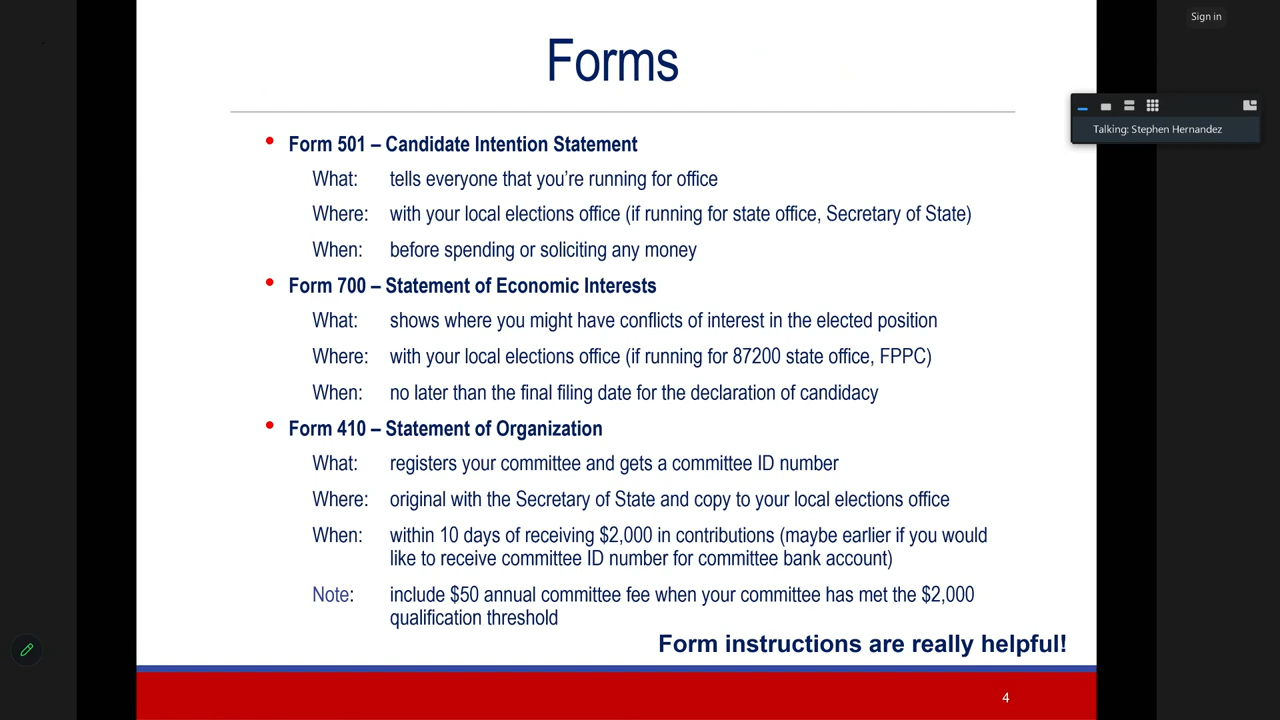 Sign in
Forms
Talking: Stephen Hernandez
• Form 501 – Candidate Intention Statement
What: tells everyone that you're running for office
Where: with your local elections office (if running for state office, Secretary of State)
When: before spending or soliciting any money
• Form 700 – Statement of Economic Interests
What: shows where you might have conflicts of interest in the elected position
Where: with your local elections office (if running for 87200 state office, FPPC)
When: no later than the final filing date for the declaration of candidacy
• Form 410 – Statement of Organization
What: registers your committee and gets a committee ID number
Where: original with the Secretary of State and copy to your local elections office
When: within 10 days of receiving $2,000 in contributions (maybe earlier if you would
like to receive committee ID number for committee bank account)
Note: include $50 annual committee fee when your committee has met the $2,000
qualification threshold
Form instructions are really helpful!
4